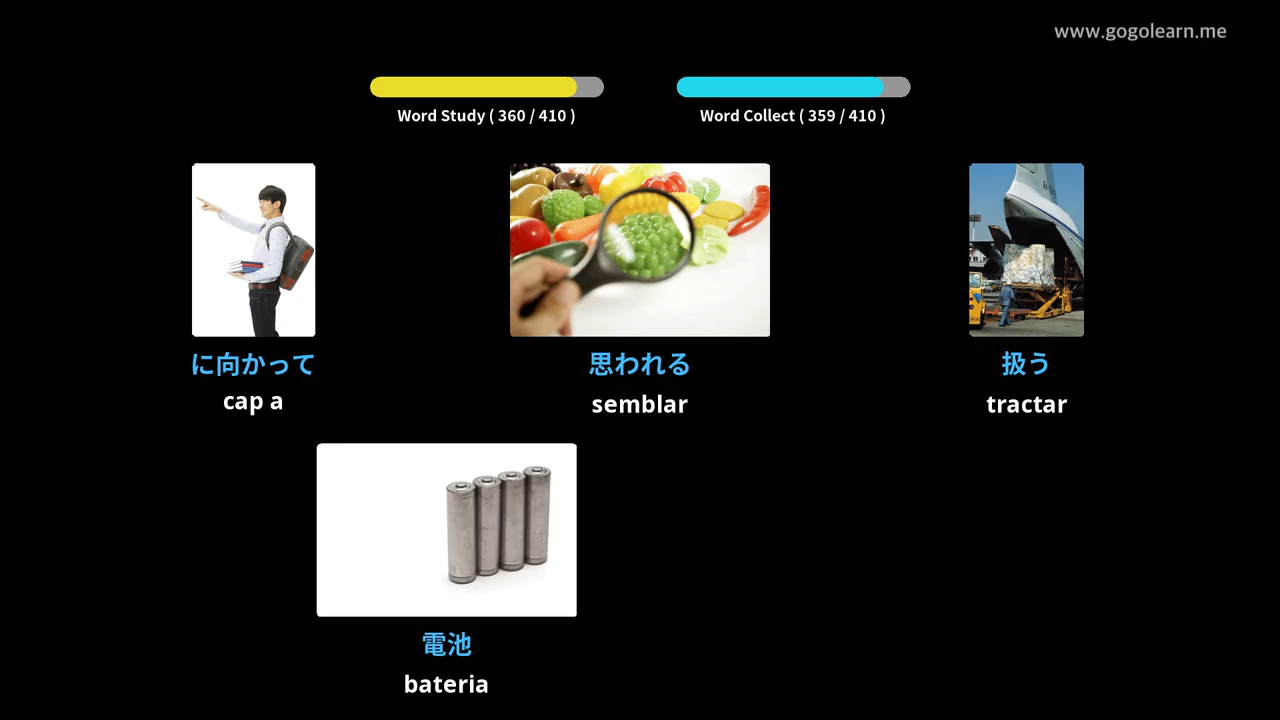 www.gogolearn.me
Word Study ( 360 / 410 )
Word Collect ( 359 / 410 )
に向かって
cap a
思われる
semblar
扱う
tractar
電池
bateria